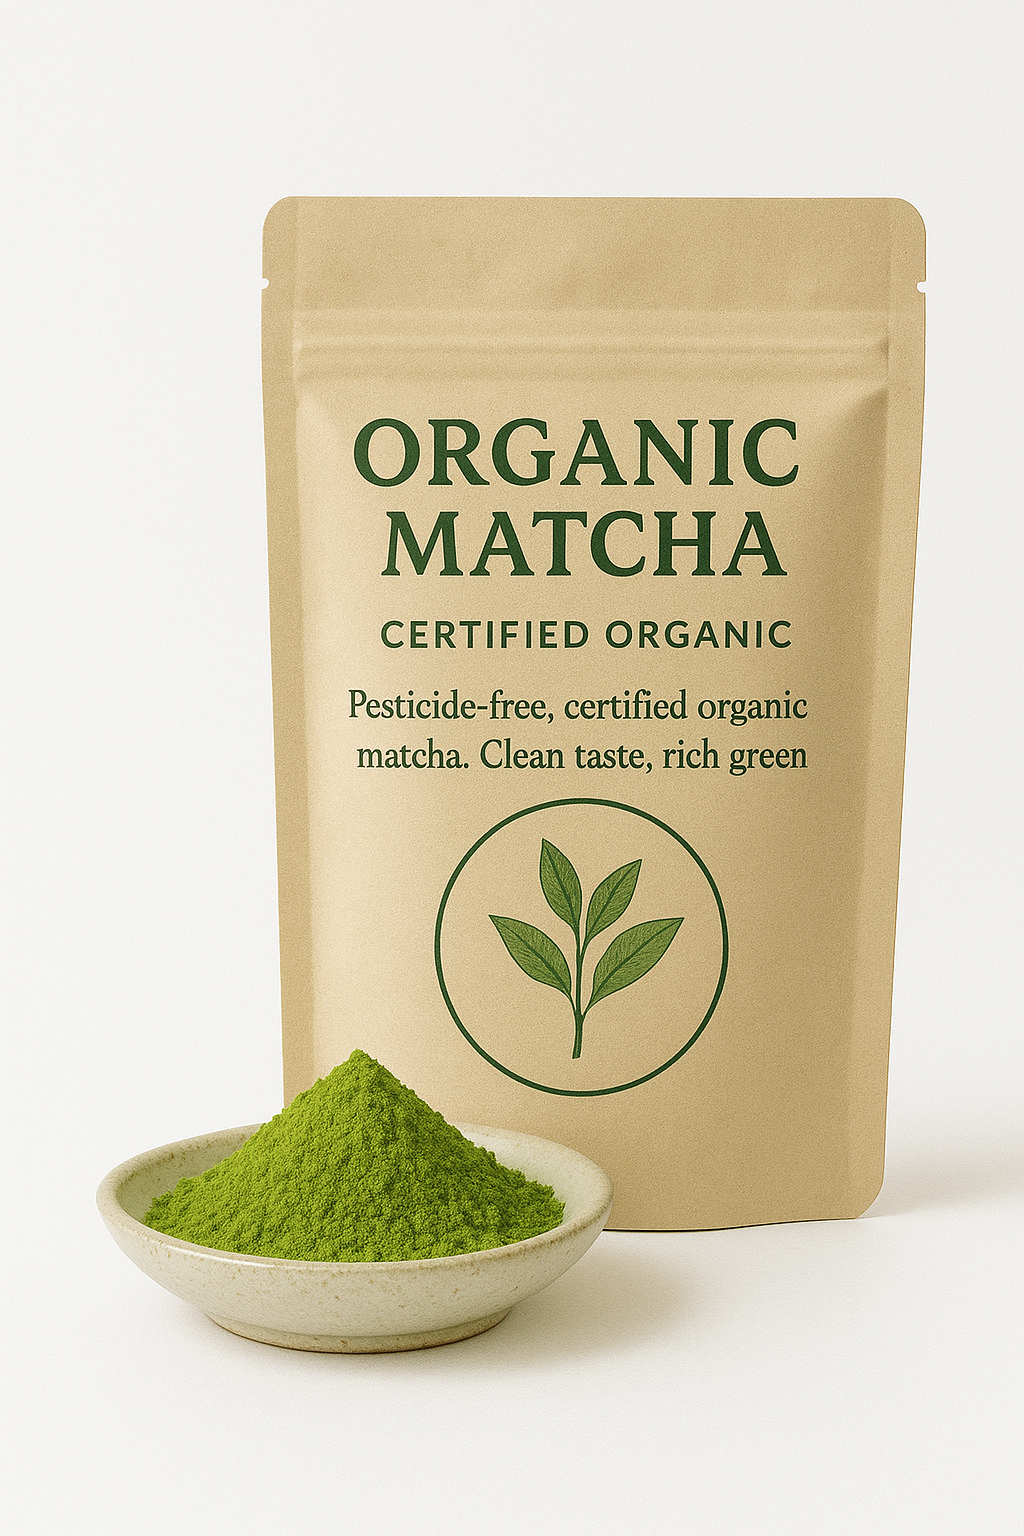 ORGANIC
MATCHA
CERTIFIED ORGANIC
Pesticide-free, certified organic
matcha. Clean taste, rich green